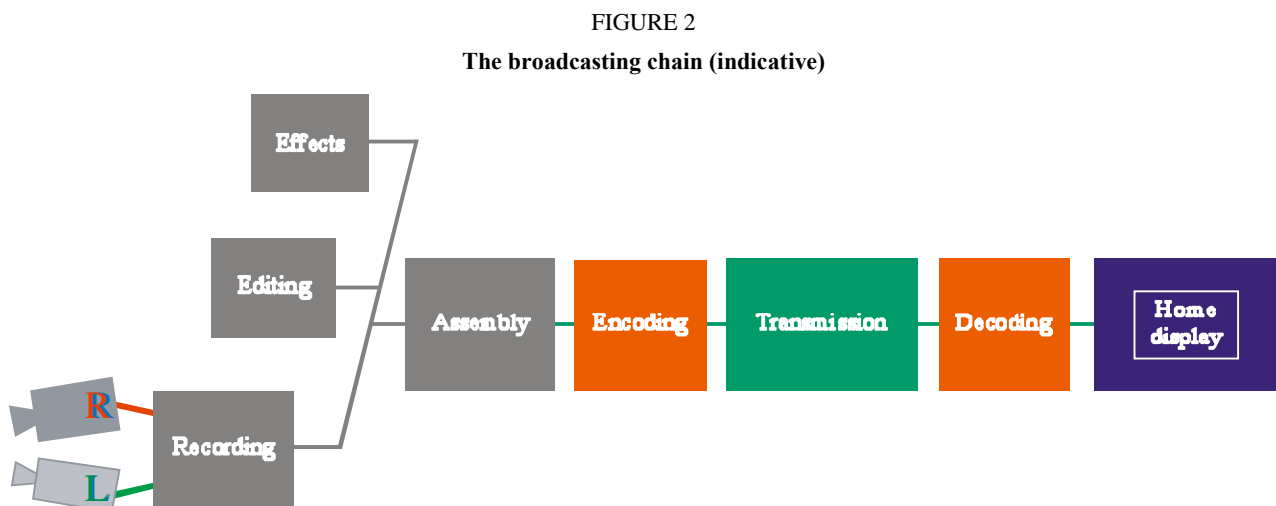 FIGURE 2
The broadcasting chain (indicative)
Effects
Editing
Assembly
Encoding
Transmission
Decoding
Home
display
R
Recording
L